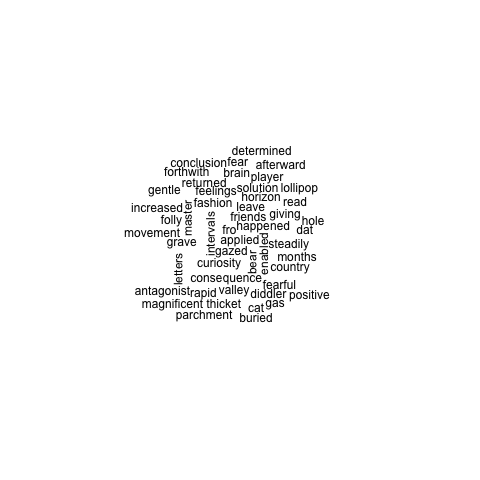 determined
conclusion fear afterward
forthwith brain player
returned
gentle feelings solution lollipop
horizon
fashion leave read
increased master
folly friends giving hole
intervals happened
movement fro dat
grave applied enabled steadily
gazed
bear months
letters curiosity country
consequence
fearful
antagonist rapid valley diddler positive
magnificent thicket cat gas
parchment buried